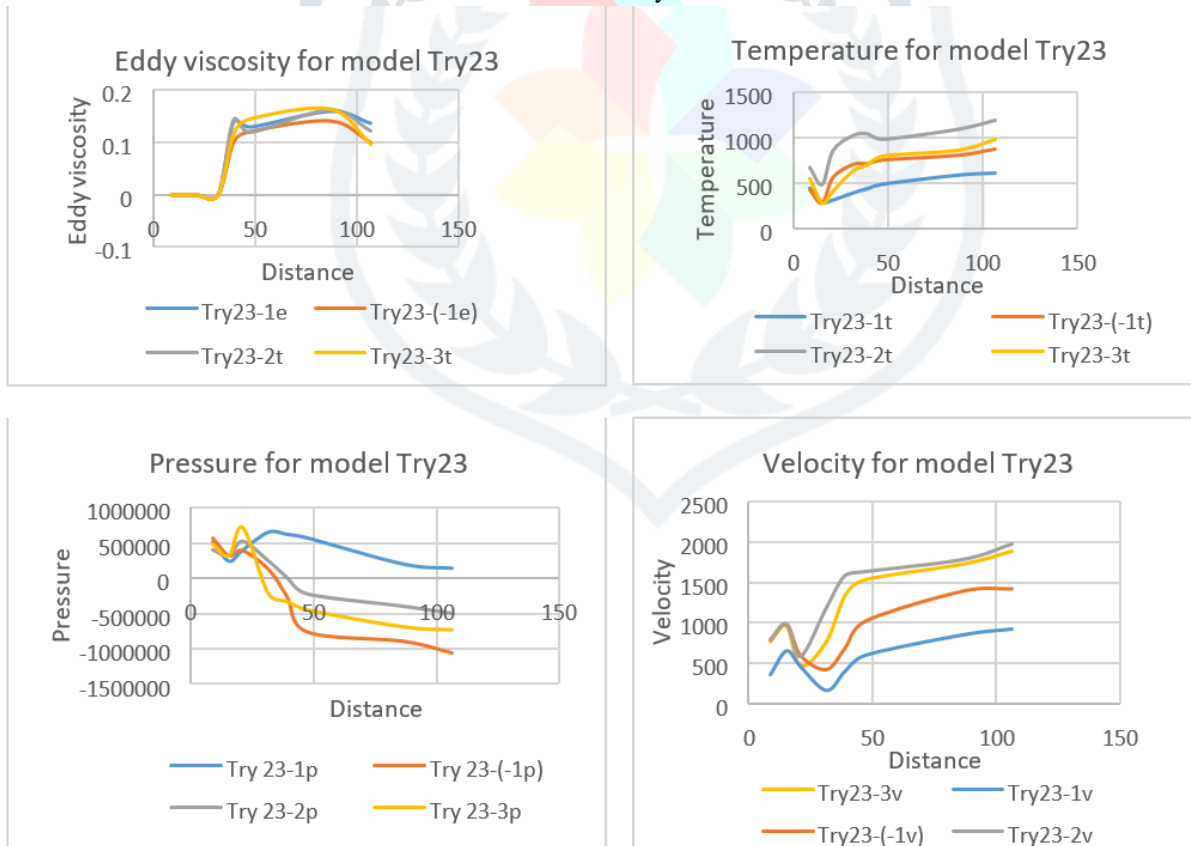 Eddy viscosity for model Try23
0.2
0.1
0
-0.1
0 50 100 150
Eddy viscosity
Distance
Try23-1e Try23-(-1e)
Try23-2t Try23-3t
Temperature for model Try23
1500
1000
500
0
0 50 100 150
Temperature
Distance
Try23-1t Try23-(-1t)
Try23-2t Try23-3t
Pressure for model Try23
1000000
500000
0
-500000
-1000000
-1500000
0 50 100 150
Pressure
Distance
Try 23-1p Try 23-(-1p)
Try 23-2p Try 23-3p
Velocity for model Try23
2500
2000
1500
1000
500
0
0 50 100 150
Velocity
Distance
Try23-3v Try23-1v
Try23-(-1v) Try23-2v